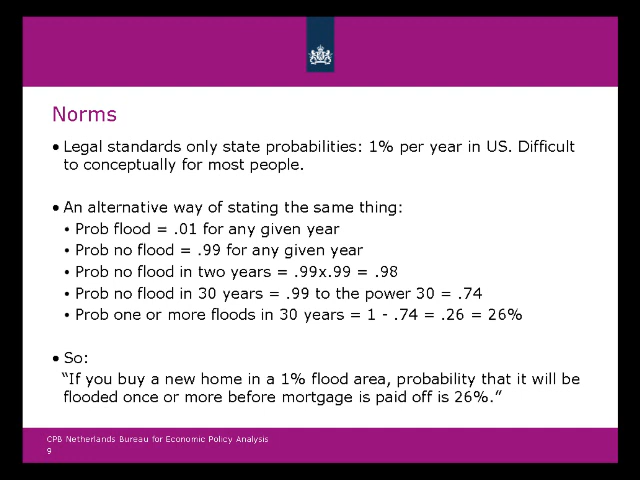 Norms
• Legal standards only state probabilities: 1% per year in US. Difficult
to conceptually for most people.
• An alternative way of stating the same thing:
• Prob flood = .01 for any given year
• Prob no flood = .99 for any given year
• Prob no flood in two years = .99x.99 = .98
• Prob no flood in 30 years = .99 to the power 30 = .74
• Prob one or more floods in 30 years = 1 - .74 = .26 = 26%
• So:
“If you buy a new home in a 1% flood area, probability that it will be
flooded once or more before mortgage is paid off is 26%.”
CPB Netherlands Bureau for Economic Policy Analysis
9